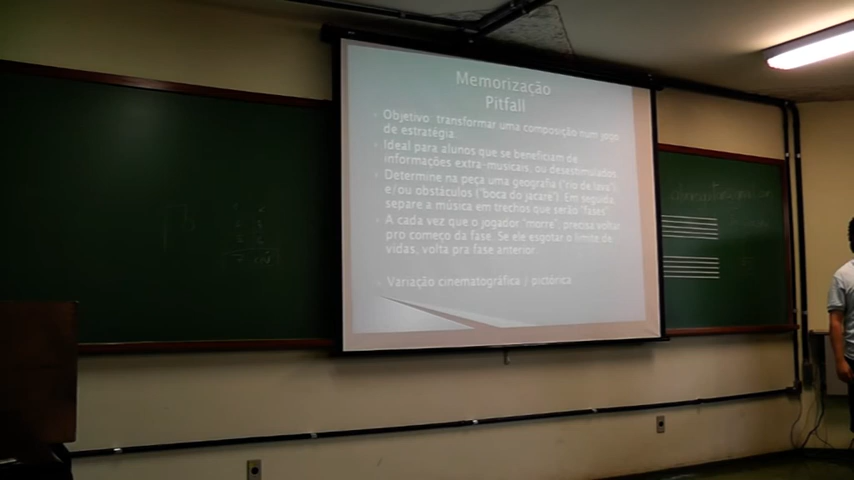 Memorização
Pitfall
Objetivo: transformar uma composição num jogo
de estratégia.
Ideal para alunos que se beneficiam de
informações extra-musicais, ou desestimulados.
Determine na peça uma geografia ("rio de lava")
e/ou obstáculos ("boca do jacaré"). Em seguida,
separe a música em trechos que serão "fases".
A cada vez que o jogador "morre", precisa voltar
pro começo da fase. Se ele esgotar o limite de
vidas, volta pra fase anterior.
Variação cinematográfica / pictórica